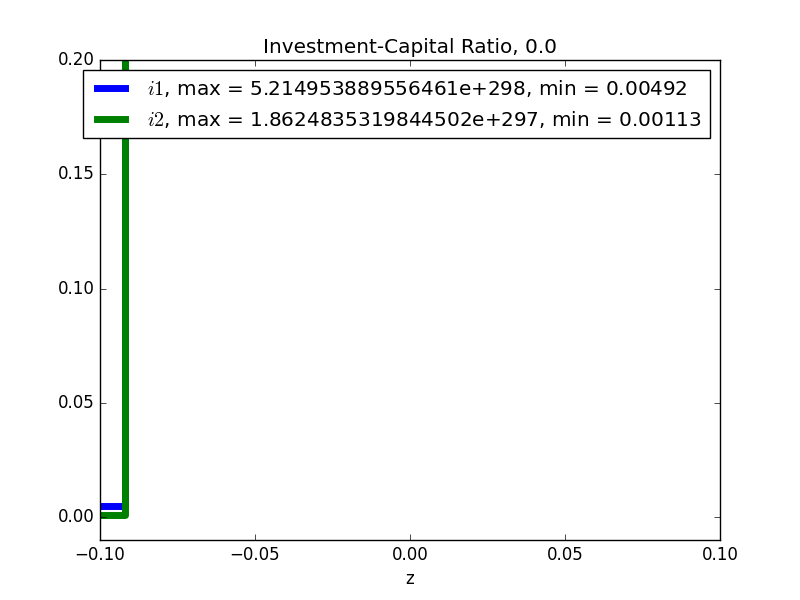 Investment-Capital Ratio, 0.0
0.20
i1, max = 5.214953889556461e+298, min = 0.00492
i2, max = 1.8624835319844502e+297, min = 0.00113
0.15
0.10
0.05
0.00
−0.10 −0.05 0.00 0.05 0.10
z